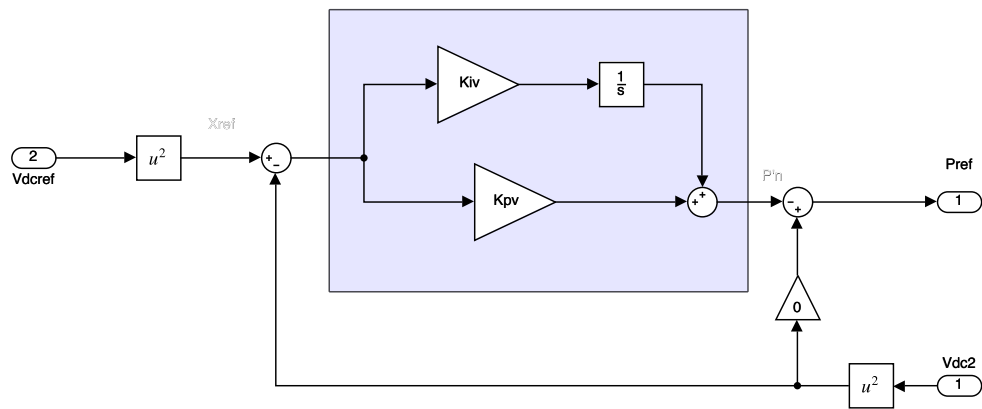 Kiv
1
s
Xref
2
Vdcref
u²
+
−
Kpv
+
+
P'n
−
+
Pref
1
0
u²
Vdc2
1